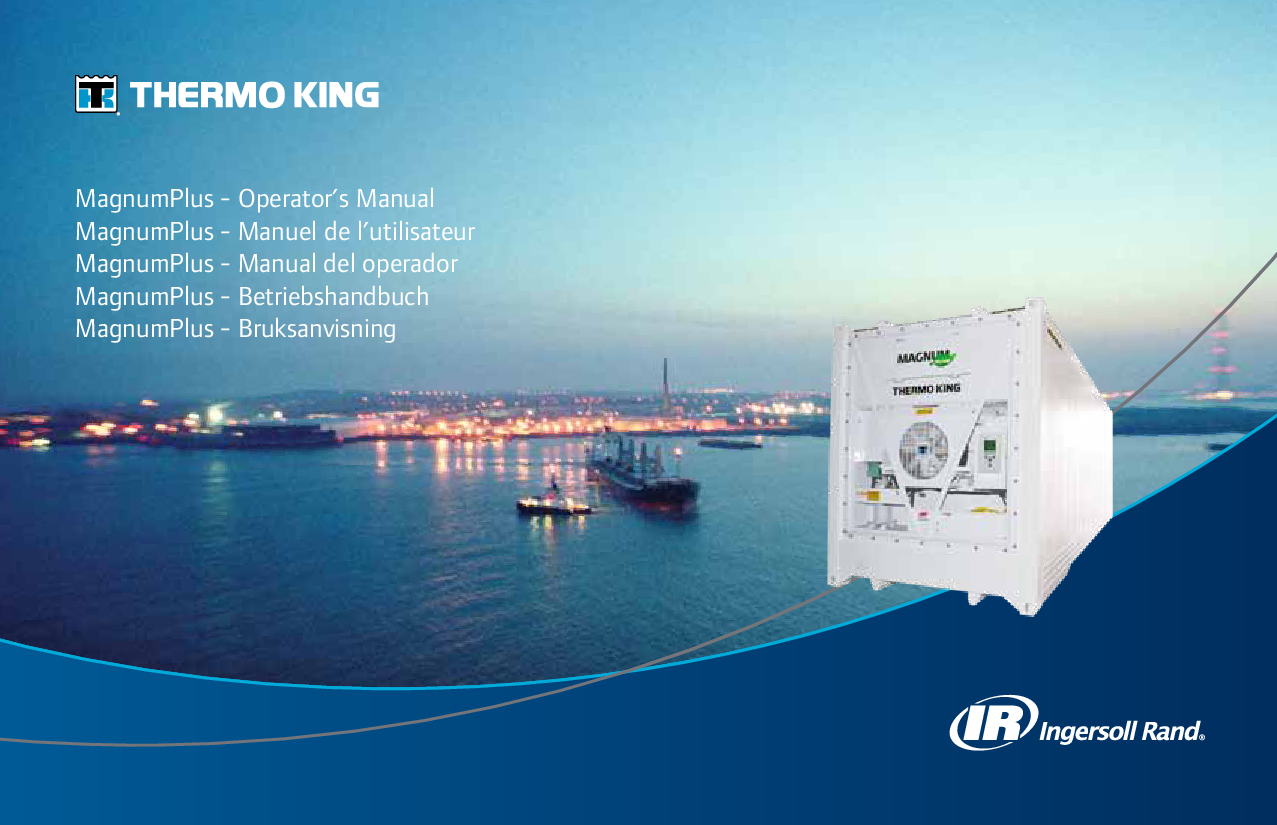 TK
THERMO KING
MagnumPlus - Operator's Manual
MagnumPlus - Manuel de l'utilisateur
MagnumPlus - Manual del operador
MagnumPlus - Betriebshandbuch
MagnumPlus - Bruksanvisning
MAGNUM
THERMO KING
IR Ingersoll Rand®